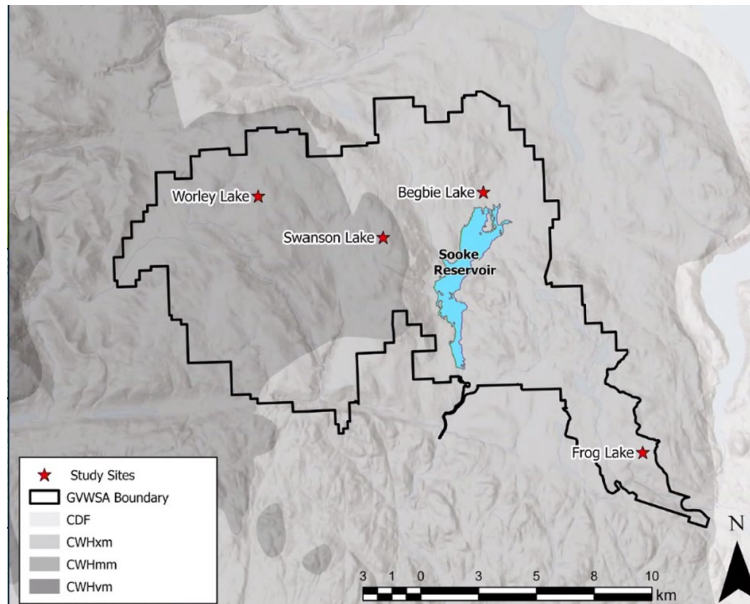 Worley Lake
Begbie Lake
Swanson Lake
Sooke
Reservoir
Frog Lake
Study Sites
GVWSA Boundary
CDF
CWHxm
CWHmm
CWHvm
N
3 1 0 3 5 8 10
km